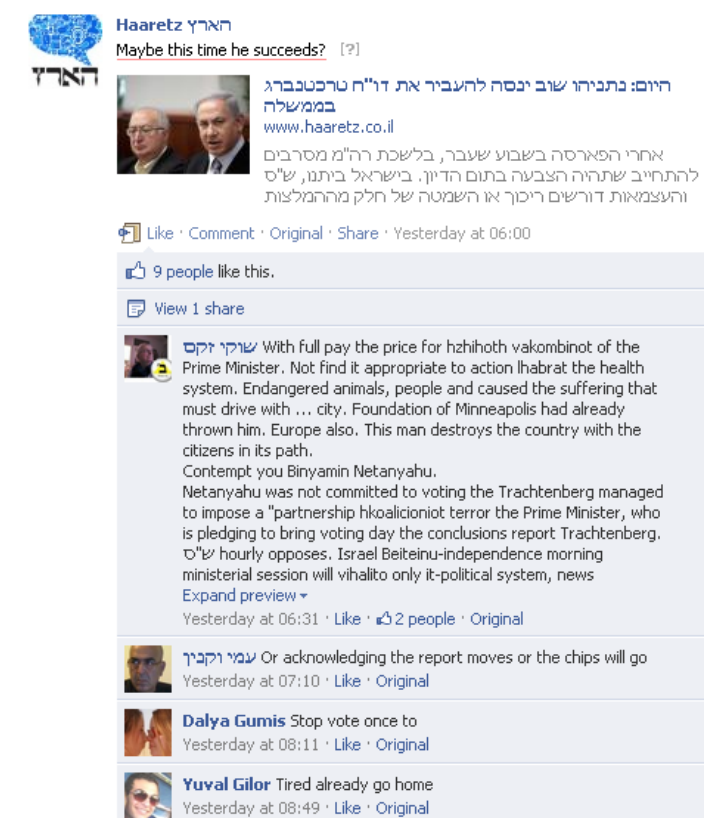 Haaretz הארץ
Maybe this time he succeeds? [?]
הארץ
היום: נתניהו שוב ינסה להעביר את דו"ח טרכטנברג
בממשלה
www.haaretz.co.il
אחרי הפארסה בשבוע שעבר, בלשכת רה"מ מסרבים
להתחייב שתהיה הצבעה בתום הדיון. בישראל ביתנו, ש"ס
והעצמאות דורשים ריכוך או השמטה של חלק מההמלצות
Like · Comment · Original · Share · Yesterday at 06:00
9 people like this.
View 1 share
שוקי זקס With full pay the price for hzhihoth vakombinot of the
Prime Minister. Not find it appropriate to action lhabrat the health
system. Endangered animals, people and caused the suffering that
must drive with ... city. Foundation of Minneapolis had already
thrown him. Europe also. This man destroys the country with the
citizens in its path.
Contempt you Binyamin Netanyahu.
Netanyahu was not committed to voting the Trachtenberg managed
to impose a "partnership hkoalicioniot terror the Prime Minister, who
is pledging to bring voting day the conclusions report Trachtenberg.
ש"ס hourly opposes. Israel Beiteinu-independence morning
ministerial session will vihalito only it-political system, news
Expand preview
Yesterday at 06:31 · Like · 2 people · Original
עמי וקנין Or acknowledging the report moves or the chips will go
Yesterday at 07:10 · Like · Original
Dalya Gumis Stop vote once to
Yesterday at 08:11 · Like · Original
Yuval Gilor Tired already go home
Yesterday at 08:49 · Like · Original